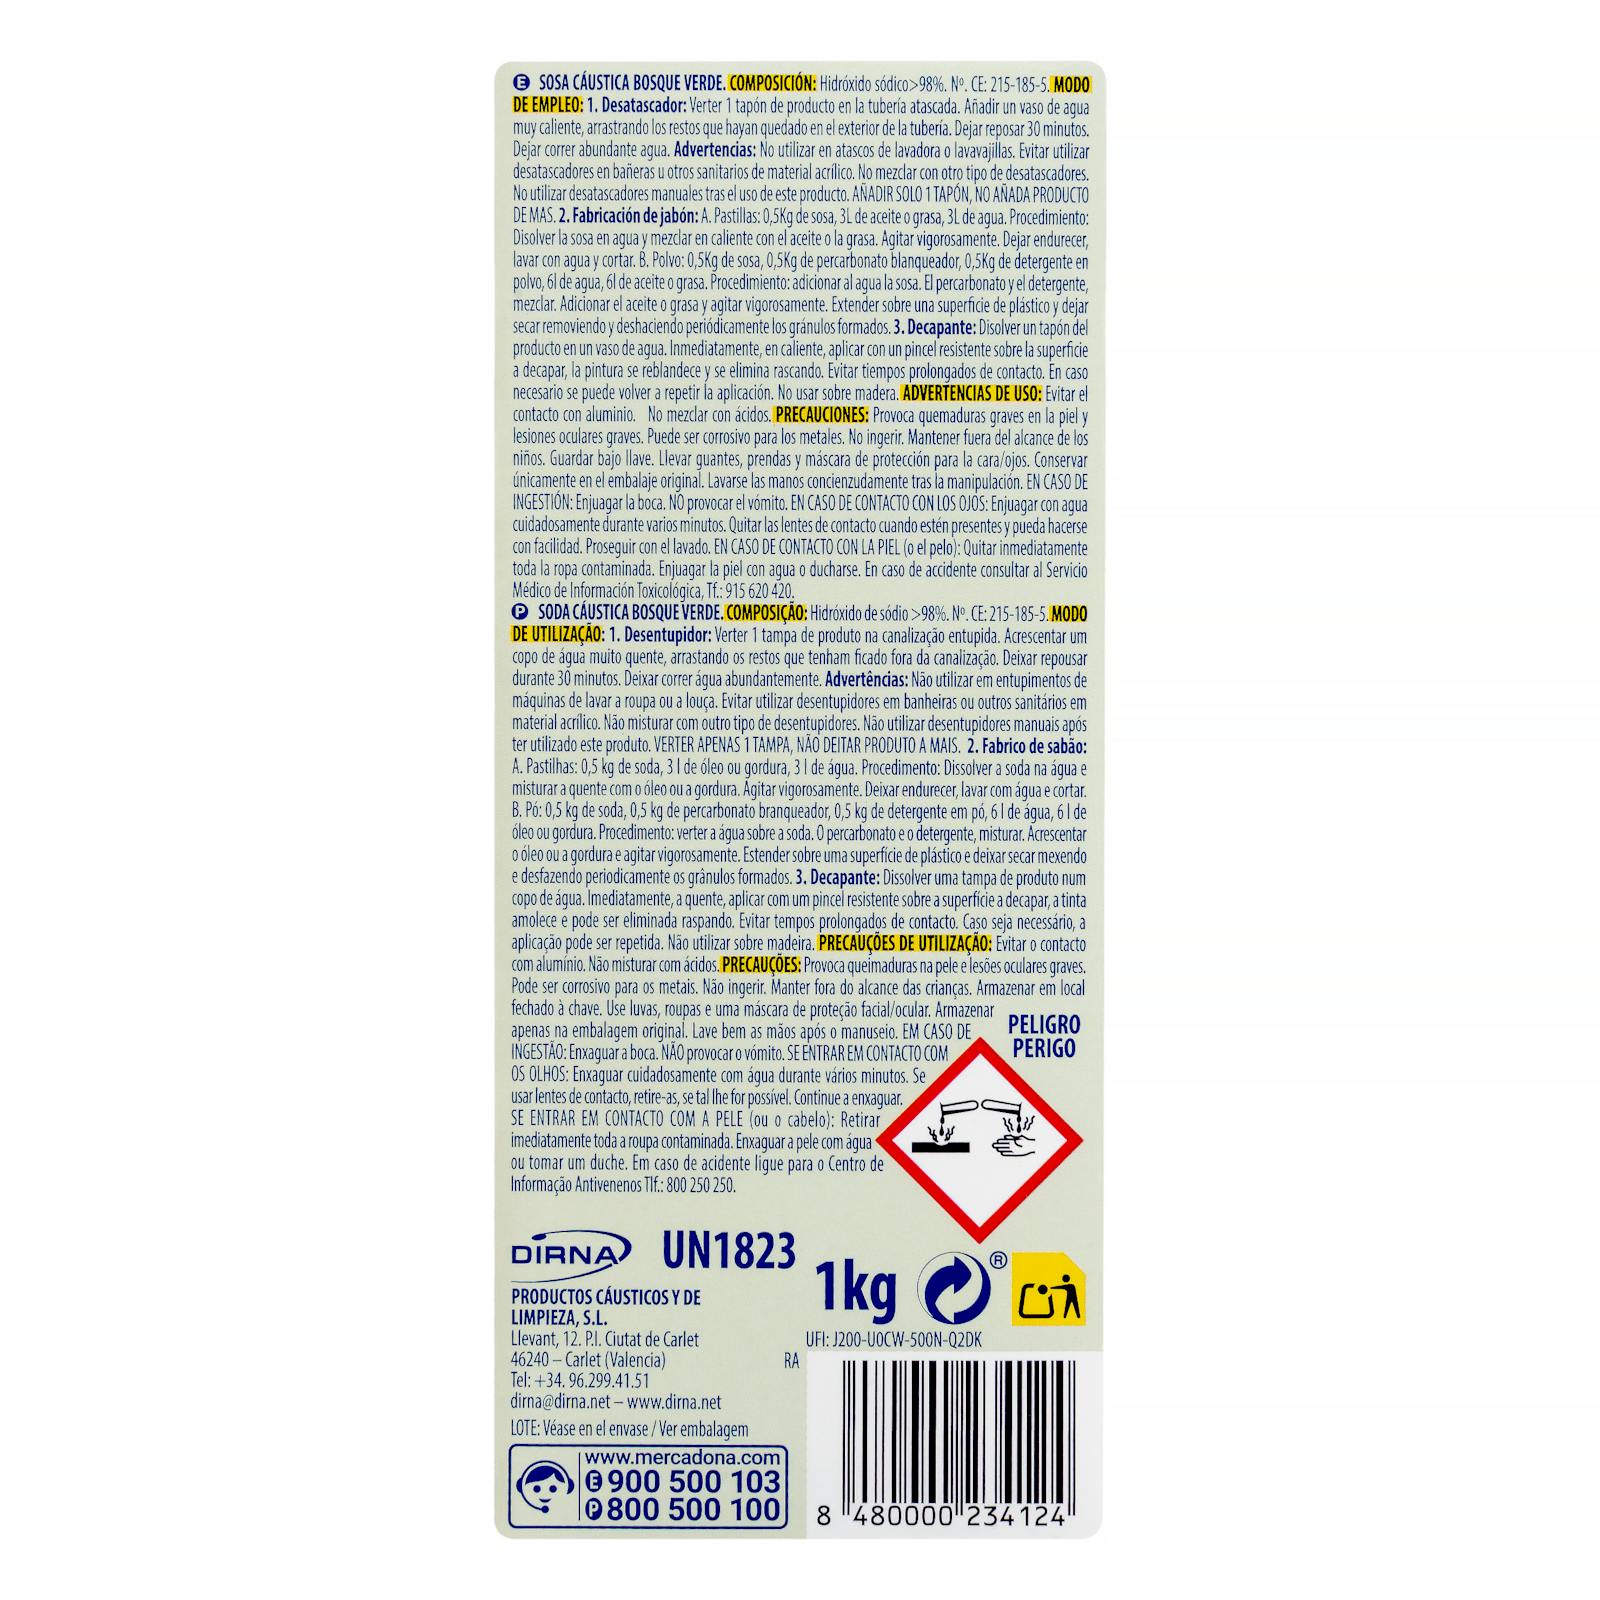 E SOSA CÁUSTICA BOSQUE VERDE. COMPOSICIÓN: Hidróxido sódico>98%. Nº. CE: 215-185-5. MODO
DE EMPLEO: 1. Desatascador: Verter 1 tapón de producto en la tubería atascada. Añadir un vaso de agua
muy caliente, arrastrando los restos que hayan quedado en el exterior de la tubería. Dejar reposar 30 minutos.
Dejar correr abundante agua. Advertencias: No utilizar en atascos de lavadora o lavavajillas. Evitar utilizar
desatascadores en bañeras u otros sanitarios de material acrílico. No mezclar con otro tipo de desatascadores.
No utilizar desatascadores manuales tras el uso de este producto. AÑADIR SOLO 1 TAPÓN, NO AÑADA PRODUCTO
DE MAS. 2. Fabricación de jabón: A. Pastillas: 0,5Kg de sosa, 3L de aceite o grasa, 3L de agua. Procedimiento:
Disolver la sosa en agua y mezclar en caliente con el aceite o la grasa. Agitar vigorosamente. Dejar endurecer,
lavar con agua y cortar. B. Polvo: 0,5Kg de sosa, 0,5Kg de percarbonato blanqueador, 0,5Kg de detergente en
polvo, 6l de agua, 6l de aceite o grasa. Procedimiento: adicionar al agua la sosa. El percarbonato y el detergente,
mezclar. Adicionar el aceite o grasa y agitar vigorosamente. Extender sobre una superficie de plástico y dejar
secar removiendo y deshaciendo periódicamente los gránulos formados. 3. Decapante: Disolver un tapón del
producto en un vaso de agua. Inmediatamente, en caliente, aplicar con un pincel resistente sobre la superficie
a decapar, la pintura se reblandece y se elimina rascando. Evitar tiempos prolongados de contacto. En caso
necesario se puede volver a repetir la aplicación. No usar sobre madera. ADVERTENCIAS DE USO: Evitar el
contacto con aluminio. No mezclar con ácidos. PRECAUCIONES: Provoca quemaduras graves en la piel y
lesiones oculares graves. Puede ser corrosivo para los metales. No ingerir. Mantener fuera del alcance de los
niños. Guardar bajo llave. Llevar guantes, prendas y máscara de protección para la cara/ojos. Conservar
únicamente en el embalaje original. Lavarse las manos concienzudamente tras la manipulación. EN CASO DE
INGESTIÓN: Enjuagar la boca. NO provocar el vómito. EN CASO DE CONTACTO CON LOS OJOS: Enjuagar con agua
cuidadosamente durante varios minutos. Quitar las lentes de contacto cuando estén presentes y pueda hacerse
con facilidad. Proseguir con el lavado. EN CASO DE CONTACTO CON LA PIEL (o el pelo): Quitar inmediatamente
toda la ropa contaminada. Enjuagar la piel con agua o ducharse. En caso de accidente consultar al Servicio
Médico de Información Toxicológica, Tf.: 915 620 420.
P SODA CÁUSTICA BOSQUE VERDE. COMPOSIÇÃO: Hidróxido de sódio >98%. Nº. CE: 215-185-5. MODO
DE UTILIZAÇÃO: 1. Desentupidor: Verter 1 tampa de produto na canalização entupida. Acrescentar um
copo de água muito quente, arrastando os restos que tenham ficado fora da canalização. Deixar repousar
durante 30 minutos. Deixar correr água abundantemente. Advertências: Não utilizar em entupimentos de
máquinas de lavar a roupa ou a louça. Evitar utilizar desentupidores em banheiras ou outros sanitários em
material acrílico. Não misturar com outro tipo de desentupidores. Não utilizar desentupidores manuais após
ter utilizado este produto. VERTER APENAS 1 TAMPA, NÃO DEITAR PRODUTO A MAIS. 2. Fabrico de sabão:
A. Pastilhas: 0,5 kg de soda, 3 l de óleo ou gordura, 3 l de água. Procedimento: Dissolver a soda na água e
misturar a quente com o óleo ou a gordura. Agitar vigorosamente. Deixar endurecer, lavar com água e cortar.
B. Pó: 0,5 kg de soda, 0,5 kg de percarbonato branqueador, 0,5 kg de detergente em pó, 6 l de água, 6 l de
óleo ou gordura. Procedimento: verter a água sobre a soda. O percarbonato e o detergente, misturar. Acrescentar
o óleo ou a gordura e agitar vigorosamente. Estender sobre uma superfície de plástico e deixar secar mexendo
e desfazendo periodicamente os grânulos formados. 3. Decapante: Dissolver uma tampa de produto num
copo de água. Imediatamente, a quente, aplicar com um pincel resistente sobre a superfície a decapar, a tinta
amolece e pode ser eliminada raspando. Evitar tempos prolongados de contacto. Caso seja necessário, a
aplicação pode ser repetida. Não utilizar sobre madeira. PRECAUÇÕES DE UTILIZAÇÃO: Evitar o contacto
com alumínio. Não misturar com ácidos. PRECAUÇÕES: Provoca queimaduras na pele e lesões oculares graves.
Pode ser corrosivo para os metais. Não ingerir. Manter fora do alcance das crianças. Armazenar em local
fechado à chave. Use luvas, roupas e uma máscara de proteção facial/ocular. Armazenar
apenas na embalagem original. Lave bem as mãos após o manuseio. EM CASO DE
INGESTÃO: Enxaguar a boca. NÃO provocar o vómito. SE ENTRAR EM CONTACTO COM
OS OLHOS: Enxaguar cuidadosamente com água durante vários minutos. Se
usar lentes de contacto, retire-as, se tal lhe for possível. Continue a enxaguar.
SE ENTRAR EM CONTACTO COM A PELE (ou o cabelo): Retirar
imediatamente toda a roupa contaminada. Enxaguar a pele com água
ou tomar um duche. Em caso de acidente ligue para o Centro de
Informação Antivenenos Tlf.: 800 250 250.
PELIGRO
PERIGO
DIRNA
UN1823
1kg
®
PRODUCTOS CÁUSTICOS Y DE
LIMPIEZA, S.L.
Llevant, 12. P.I. Ciutat de Carlet
46240 – Carlet (Valencia)
Tel: +34. 96.299.41.51
dirna@dirna.net – www.dirna.net
LOTE: Véase en el envase / Ver embalagem
UFI: J200-U0CW-500N-Q2DK
RA
www.mercadona.com
E 900 500 103
P 800 500 100
8 480000 234124